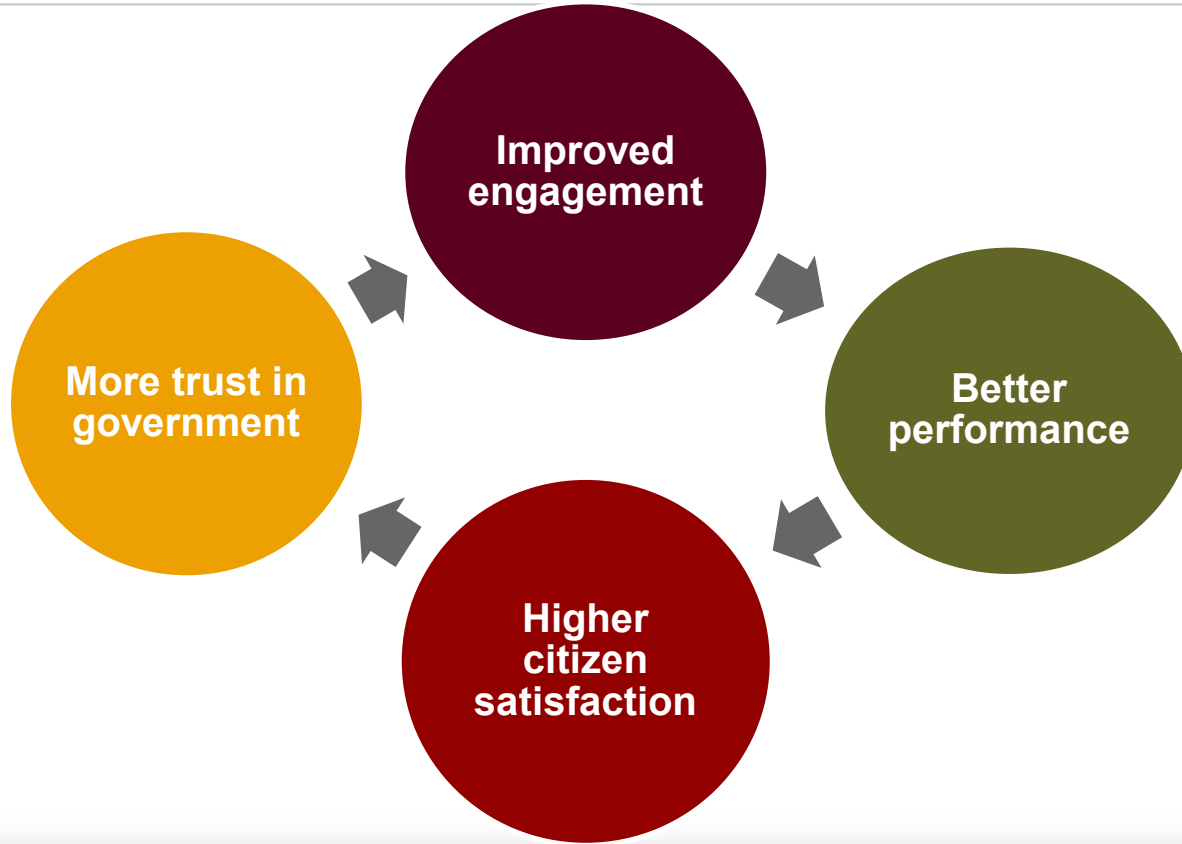 Improved
engagement
Better
performance
Higher
citizen
satisfaction
More trust in
government